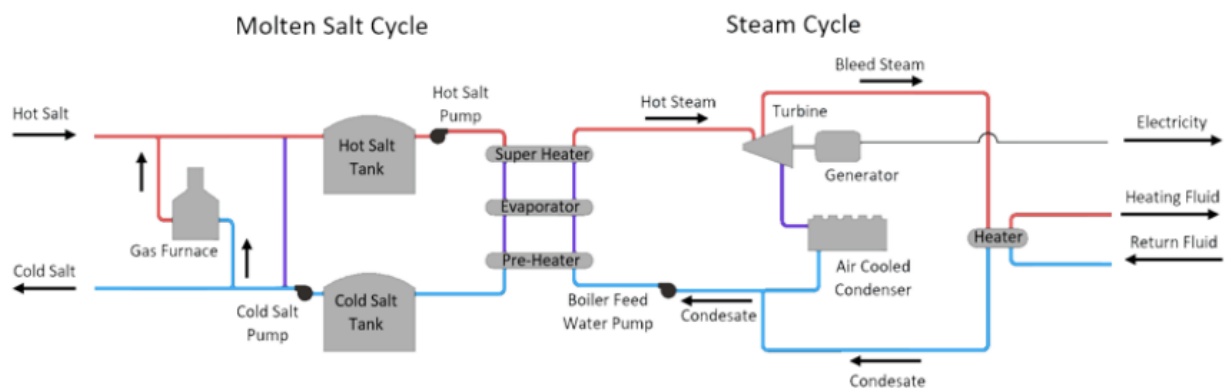 Molten Salt Cycle
Steam Cycle
Bleed Steam
Hot Salt
Hot Salt
Pump
Hot Steam
Turbine
Electricity
Hot Salt
Tank
Super Heater
Generator
Evaporator
Heating Fluid
Gas Furnace
Heater
Return Fluid
Cold Salt
Pre-Heater
Air Cooled
Condenser
Cold Salt
Pump
Cold Salt
Tank
Boiler Feed
Water Pump
Condesate
Condesate